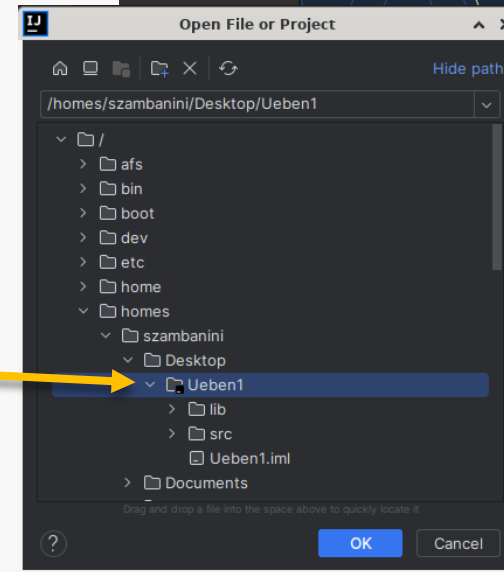 IJ
Open File or Project
Hide path
/homes/szambanini/Desktop/Ueben1
/
afs
bin
boot
dev
etc
home
homes
szambanini
Desktop
Ueben1
lib
src
Ueben1.iml
Documents
Drag and drop a file into the space above to quickly locate it
? OK Cancel